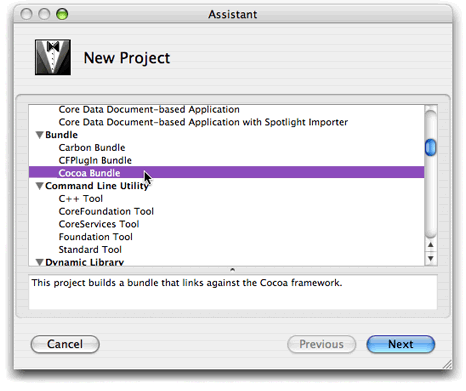 Assistant
New Project
Core Data Document-based Application
Core Data Document-based Application with Spotlight Importer
Bundle
Carbon Bundle
CFPlugIn Bundle
Cocoa Bundle
Command Line Utility
C++ Tool
CoreFoundation Tool
CoreServices Tool
Foundation Tool
Standard Tool
Dynamic Library
This project builds a bundle that links against the Cocoa framework.
Cancel Previous Next